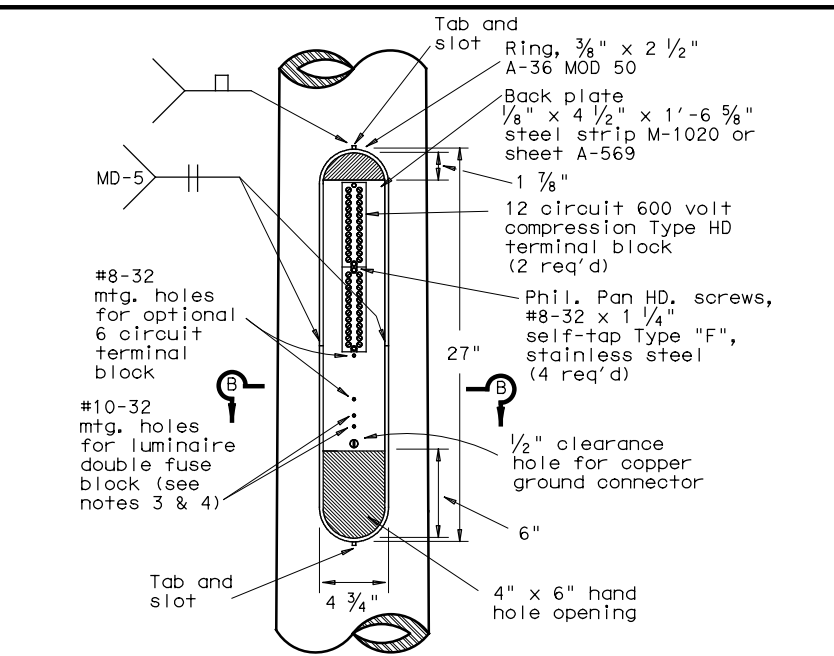 Tab and
slot
Ring, 3/8" x 2 1/2"
A-36 MOD 50
Back plate
1/8" x 4 1/2" x 1'-6 5/8"
steel strip M-1020 or
sheet A-569
1 7/8"
MD-5
12 circuit 600 volt
compression Type HD
terminal block
(2 req'd)
#8-32
mtg. holes
for optional
6 circuit
terminal
block
Phil. Pan HD. screws,
#8-32 x 1 1/4"
self-tap Type "F",
stainless steel
(4 req'd)
27"
B
B
#10-32
mtg. holes
for luminaire
double fuse
block (see
notes 3 & 4)
1/2" clearance
hole for copper
ground connector
6"
Tab and
slot
4 3/4"
4" x 6" hand
hole opening